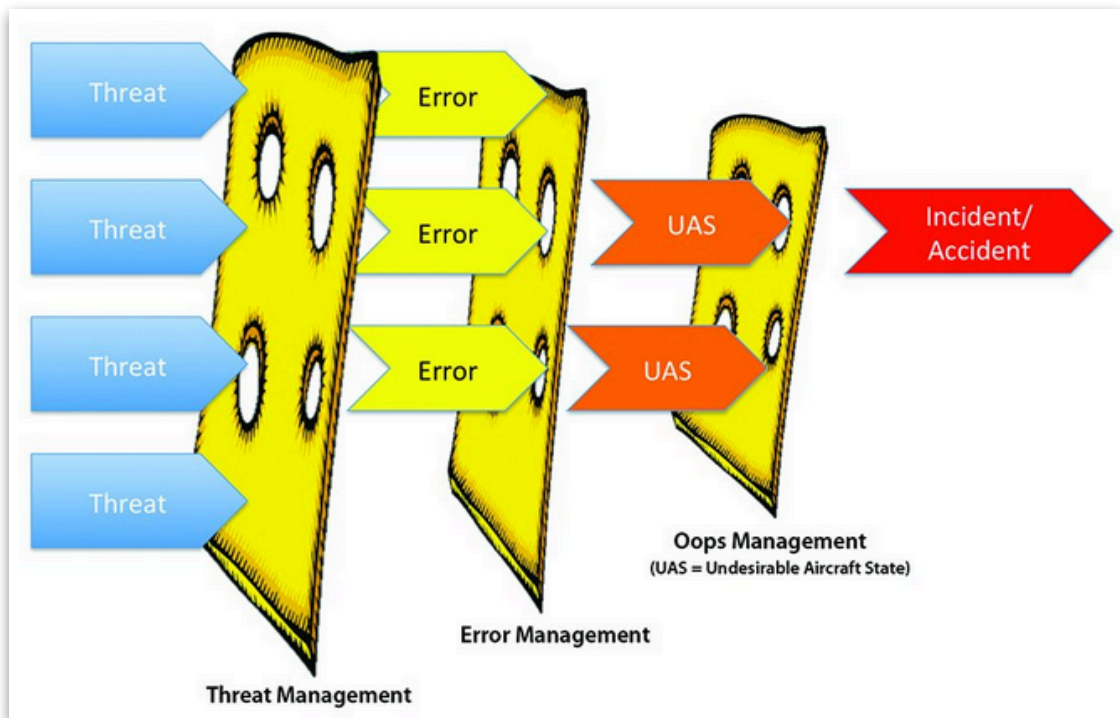 Threat
Error
Threat
Error
UAS
Incident/
Accident
Threat
Error
UAS
Threat
Oops Management
(UAS = Undesirable Aircraft State)
Error Management
Threat Management